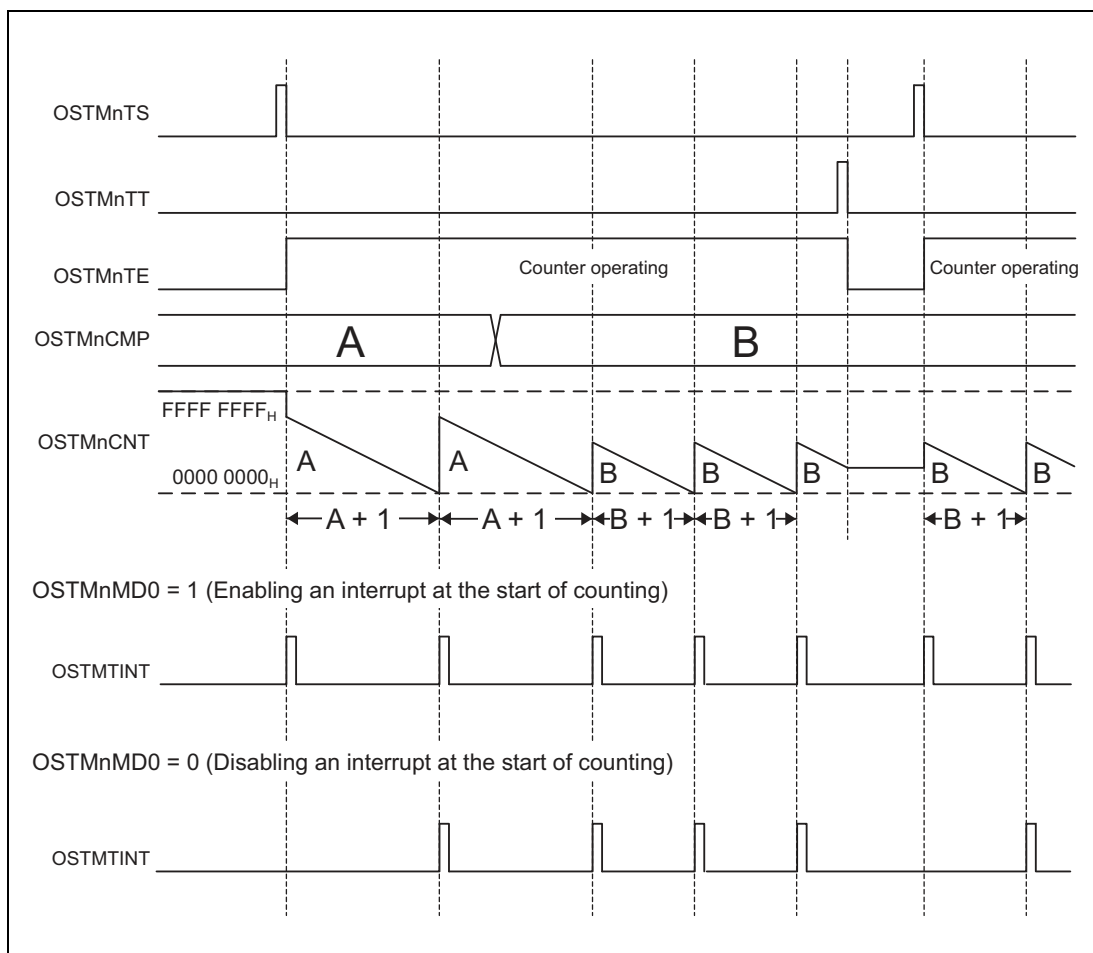 OSTMnTS
OSTMnTT
OSTMnTE
Counter operating
Counter operating
OSTMnCMP
A
B
FFFF FFFFH
OSTMnCNT
0000 0000H
A
A
B
B
B
B
B
A + 1
A + 1
B + 1
B + 1
B + 1
OSTMnMD0 = 1 (Enabling an interrupt at the start of counting)
OSTMTINT
OSTMnMD0 = 0 (Disabling an interrupt at the start of counting)
OSTMTINT